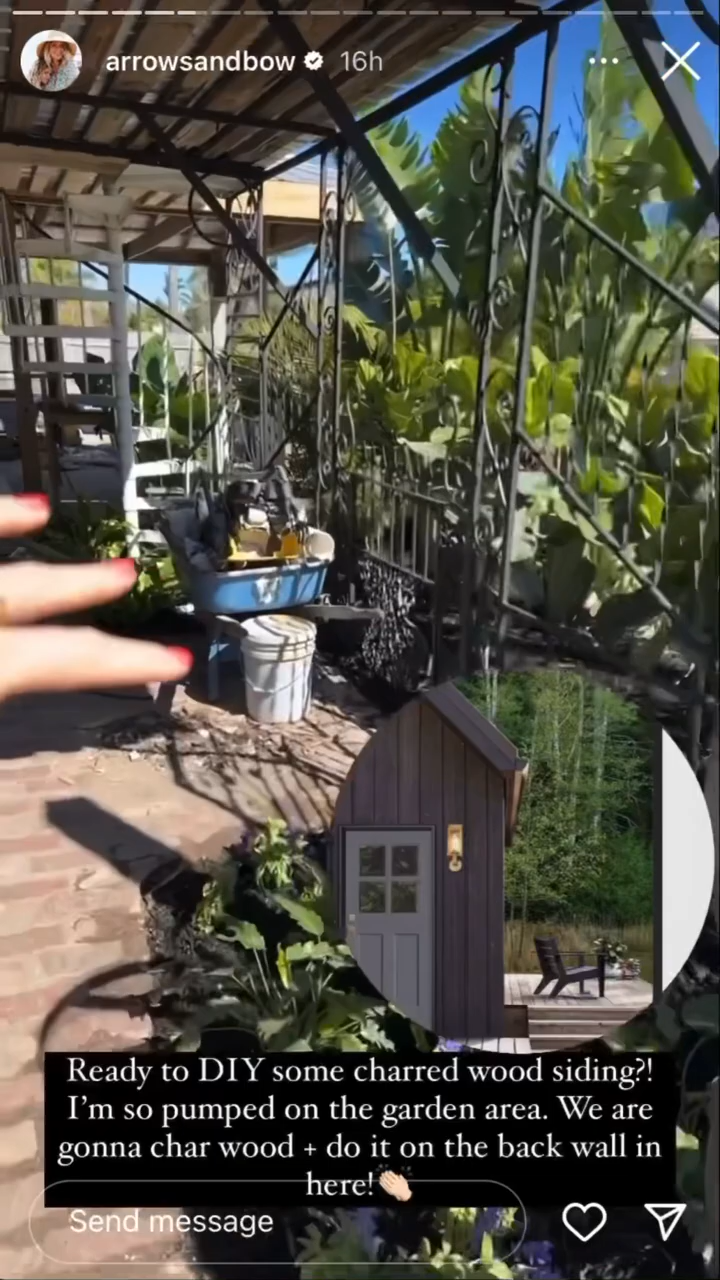 arrowsandbow 16h
Ready to DIY some charred wood siding?!
I'm so pumped on the garden area. We are
gonna char wood + do it on the back wall in
here!👏🏻
Send message